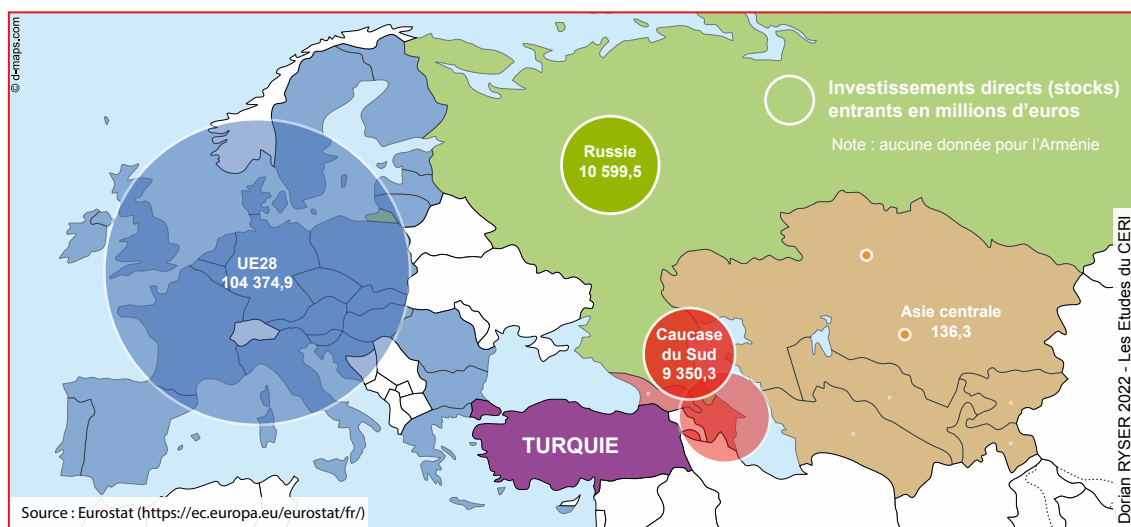 © d-maps.com
Investissements directs (stocks)
entrants en millions d'euros
Note : aucune donnée pour l'Arménie
Russie
10 599,5
UE28
104 374,9
Asie centrale
136,3
Caucase
du Sud
9 350,3
TURQUIE
Source : Eurostat (https://ec.europa.eu/eurostat/fr/)
Dorian RYSER 2022 - Les Etudes du CERI